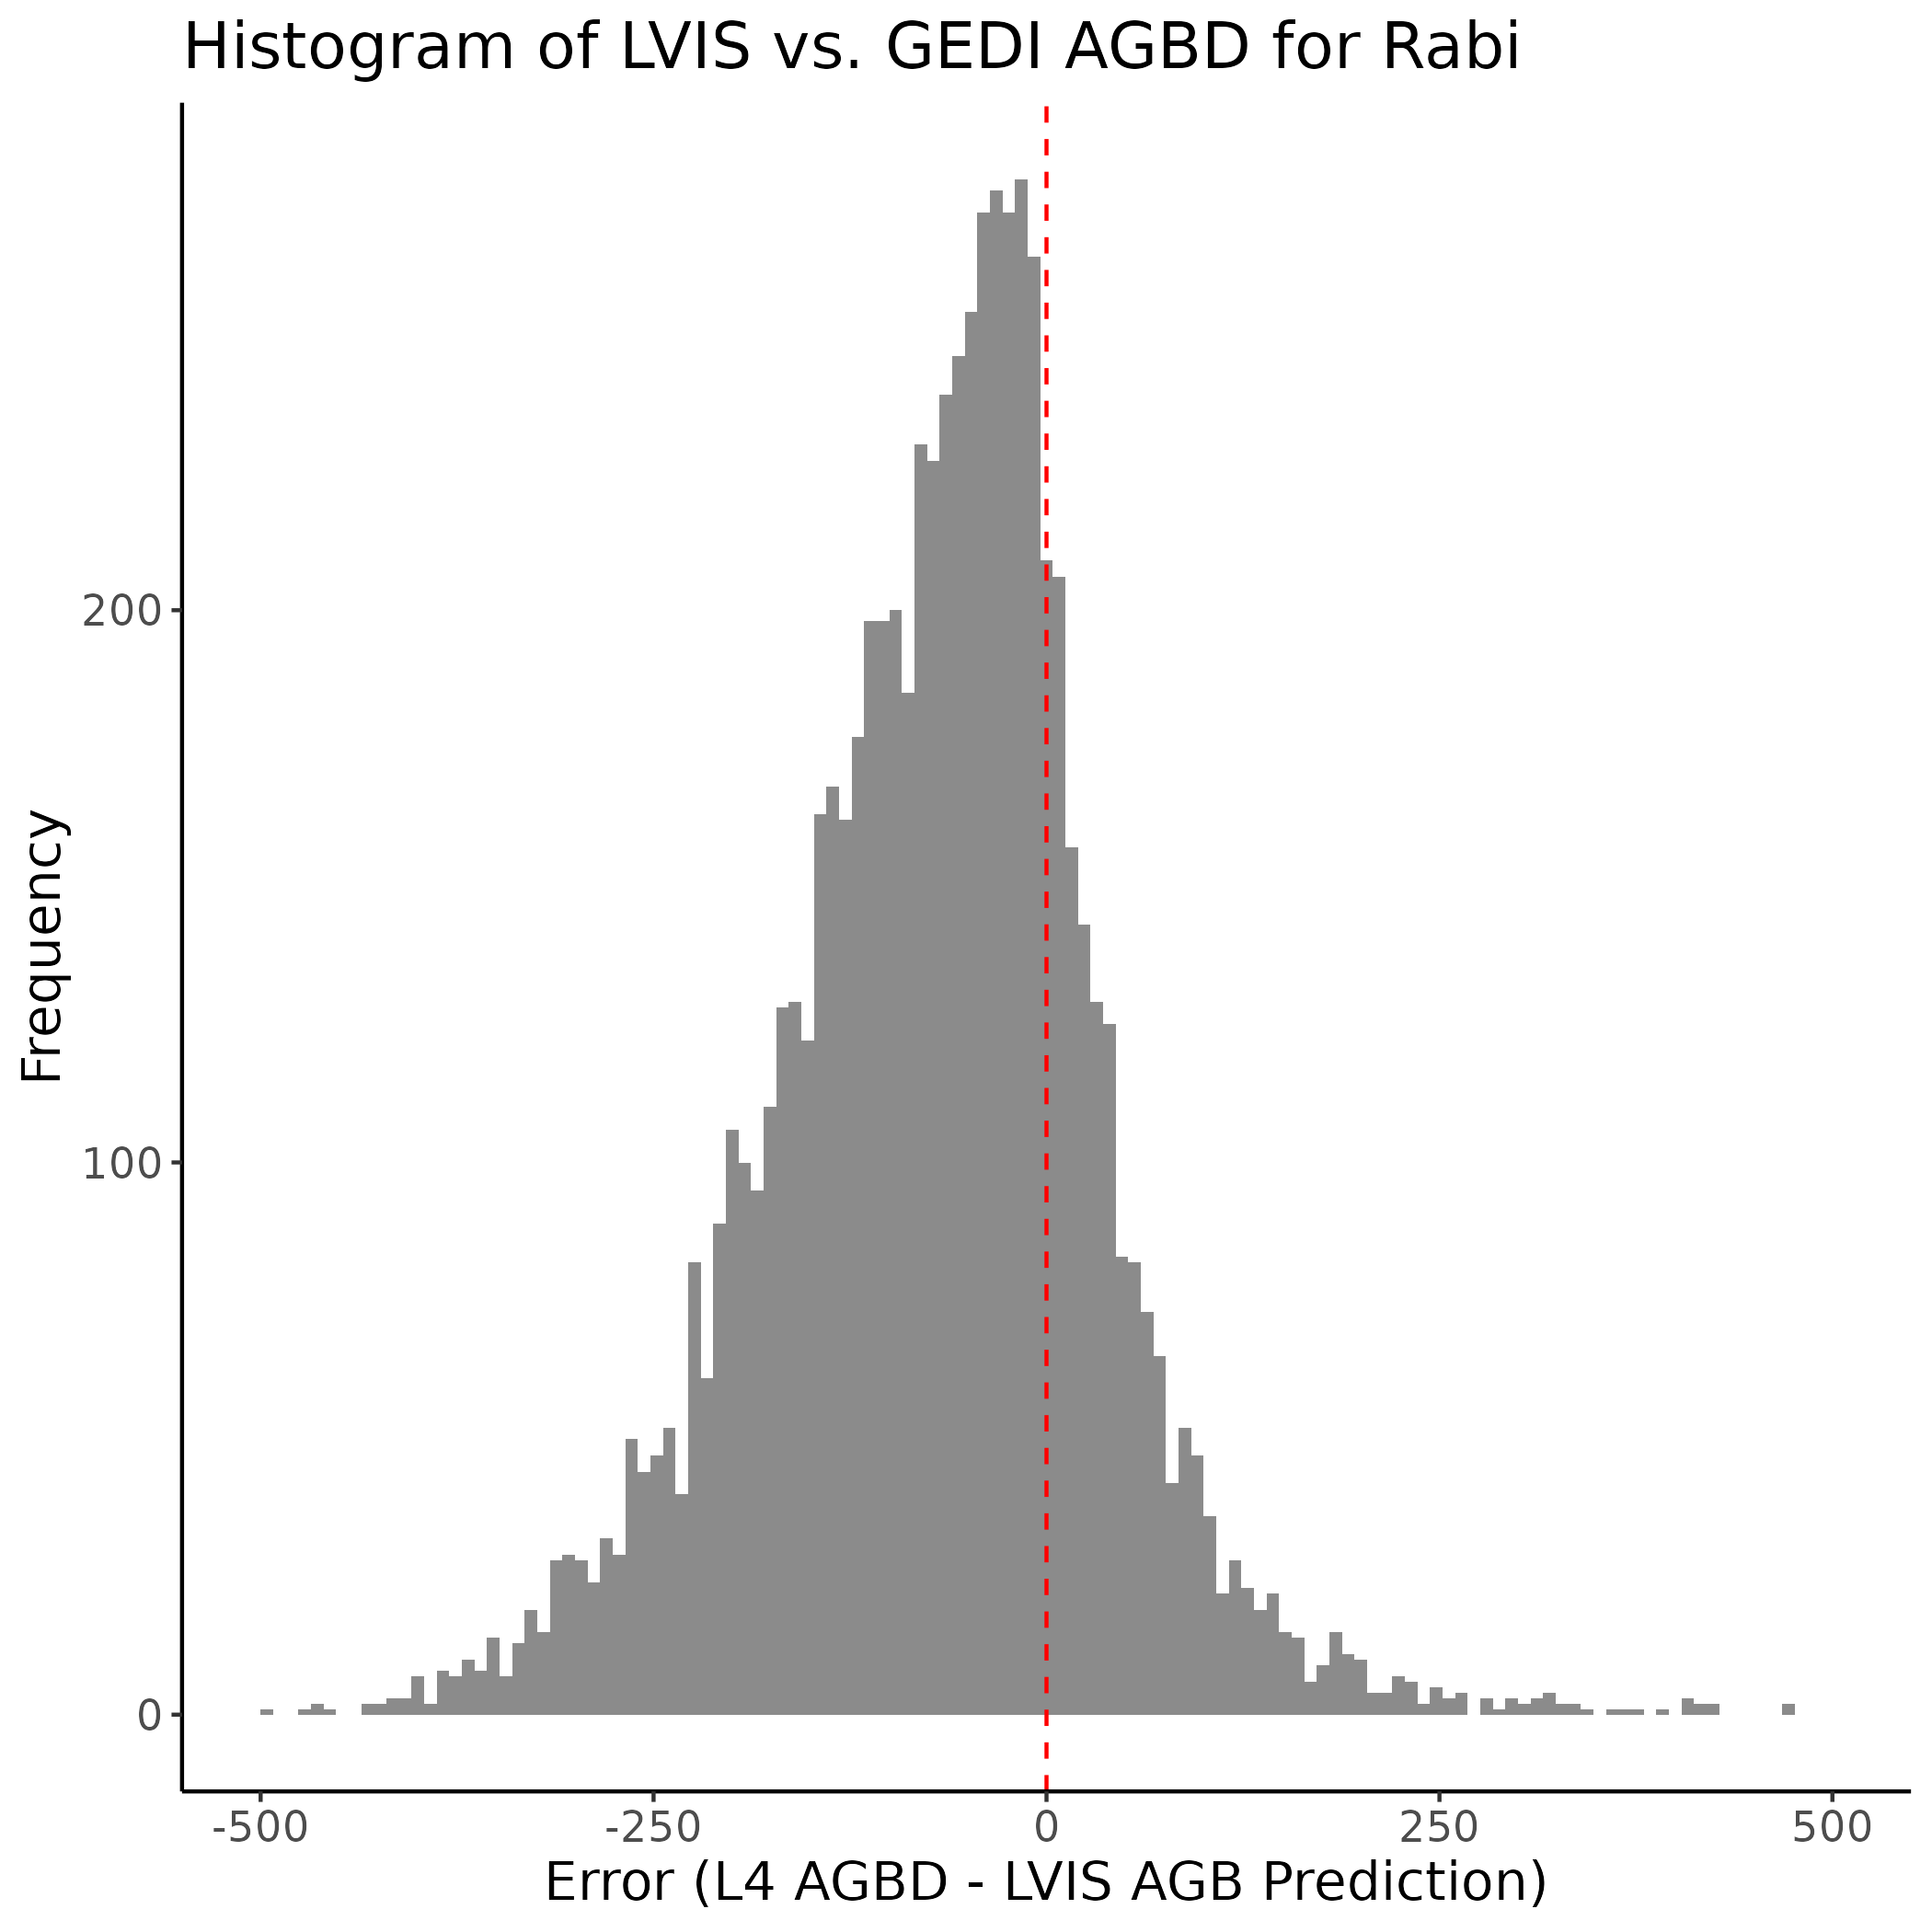 Histogram of LVIS vs. GEDI AGBD for Rabi
Frequency
200
100
0
-500
-250
0
250
500
Error (L4 AGBD - LVIS AGB Prediction)